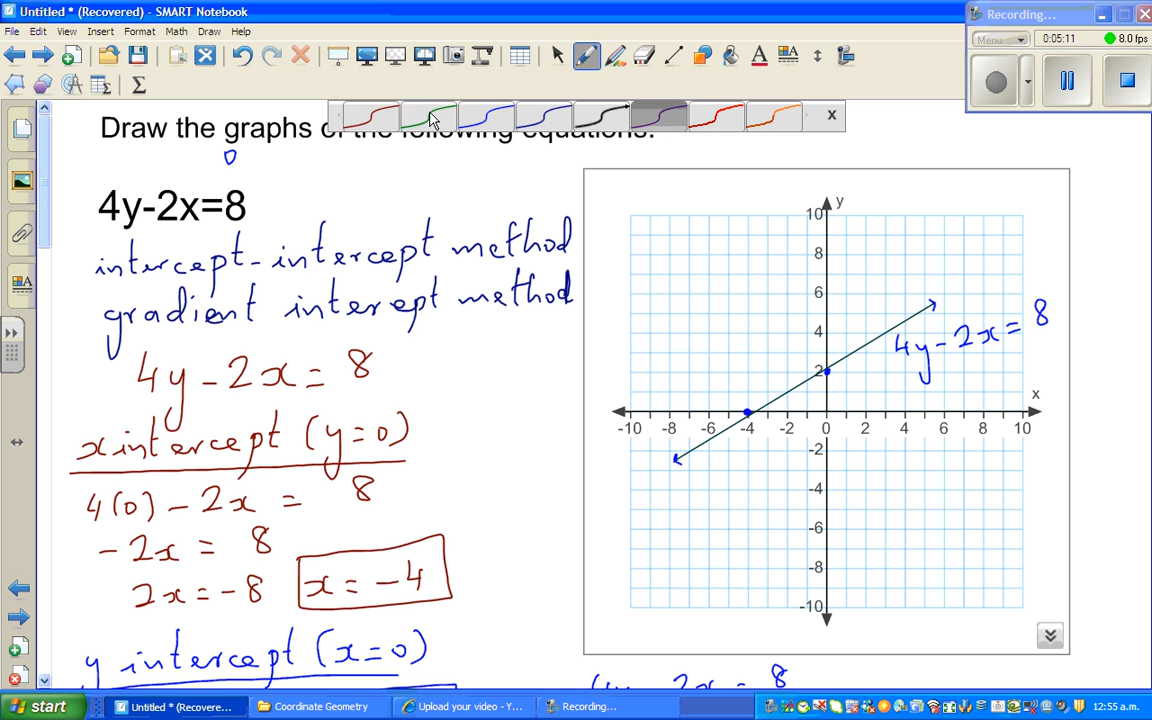 Untitled * (Recovered) - SMART Notebook
Recording...
File Edit View Insert Format Math Draw Help
Menu
0:05:11
8.0 fps
Draw the graphs of the following equations.
x
0
4y-2x=8
intercept-intercept method
gradient intercept method
4y - 2x = 8
x intercept (y=0)
4(0) - 2x = 8
-2x = 8
2x = -8
x = -4
y intercept (x=0)
y
10
8
6
4
2
4y - 2x = 8
x
-10 -8 -6 -4 -2 0 2 4 6 8 10
-2
-4
-6
-8
-10
start
Untitled * (Recovere...
Coordinate Geometry
Upload your video - Y...
Recording...
12:55 a.m.